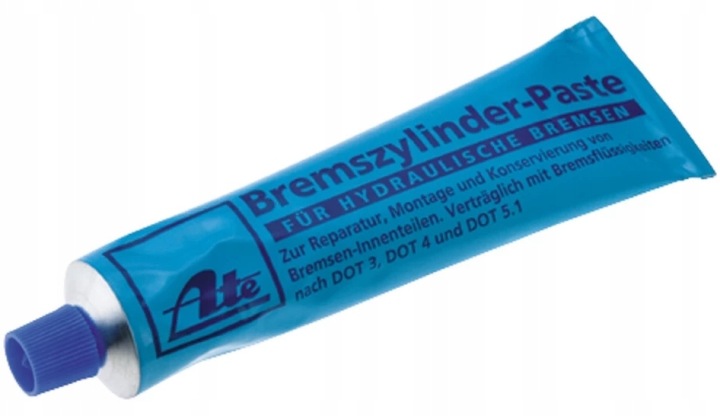 Bremszylinder-Paste
FÜR HYDRAULISCHE BREMSEN
Zur Reparatur, Montage und Konservierung von
Bremsen-Innenteilen. Verträglich mit Bremsflüssigkeiten
nach DOT 3, DOT 4 und DOT 5.1
Ate